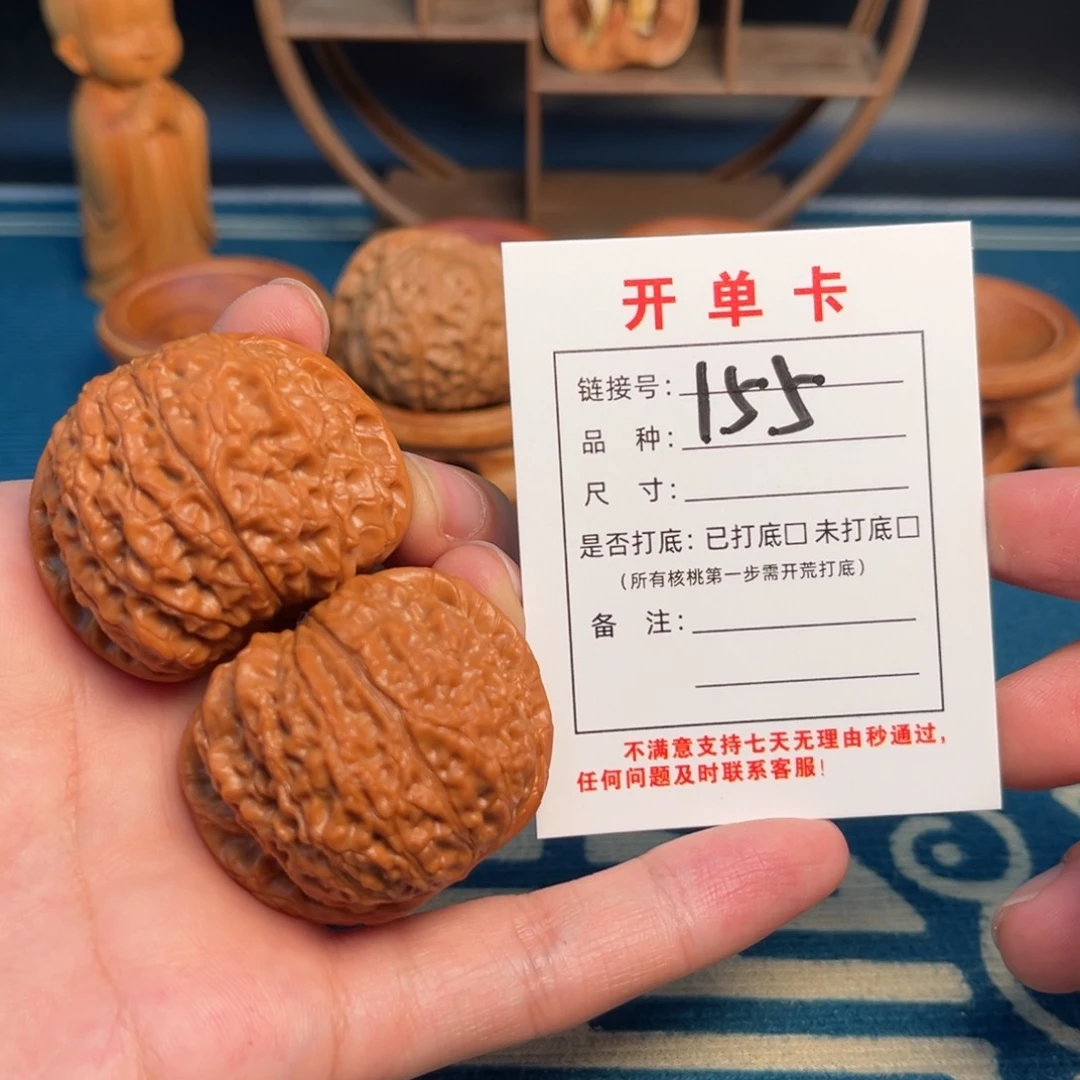 开单卡
链接号：155
品 种：
尺 寸：
是否打底：已打底□ 未打底□
（所有核桃第一步需开荒打底）
备 注：
不满意支持七天无理由秒通过，
任何问题及时联系客服！